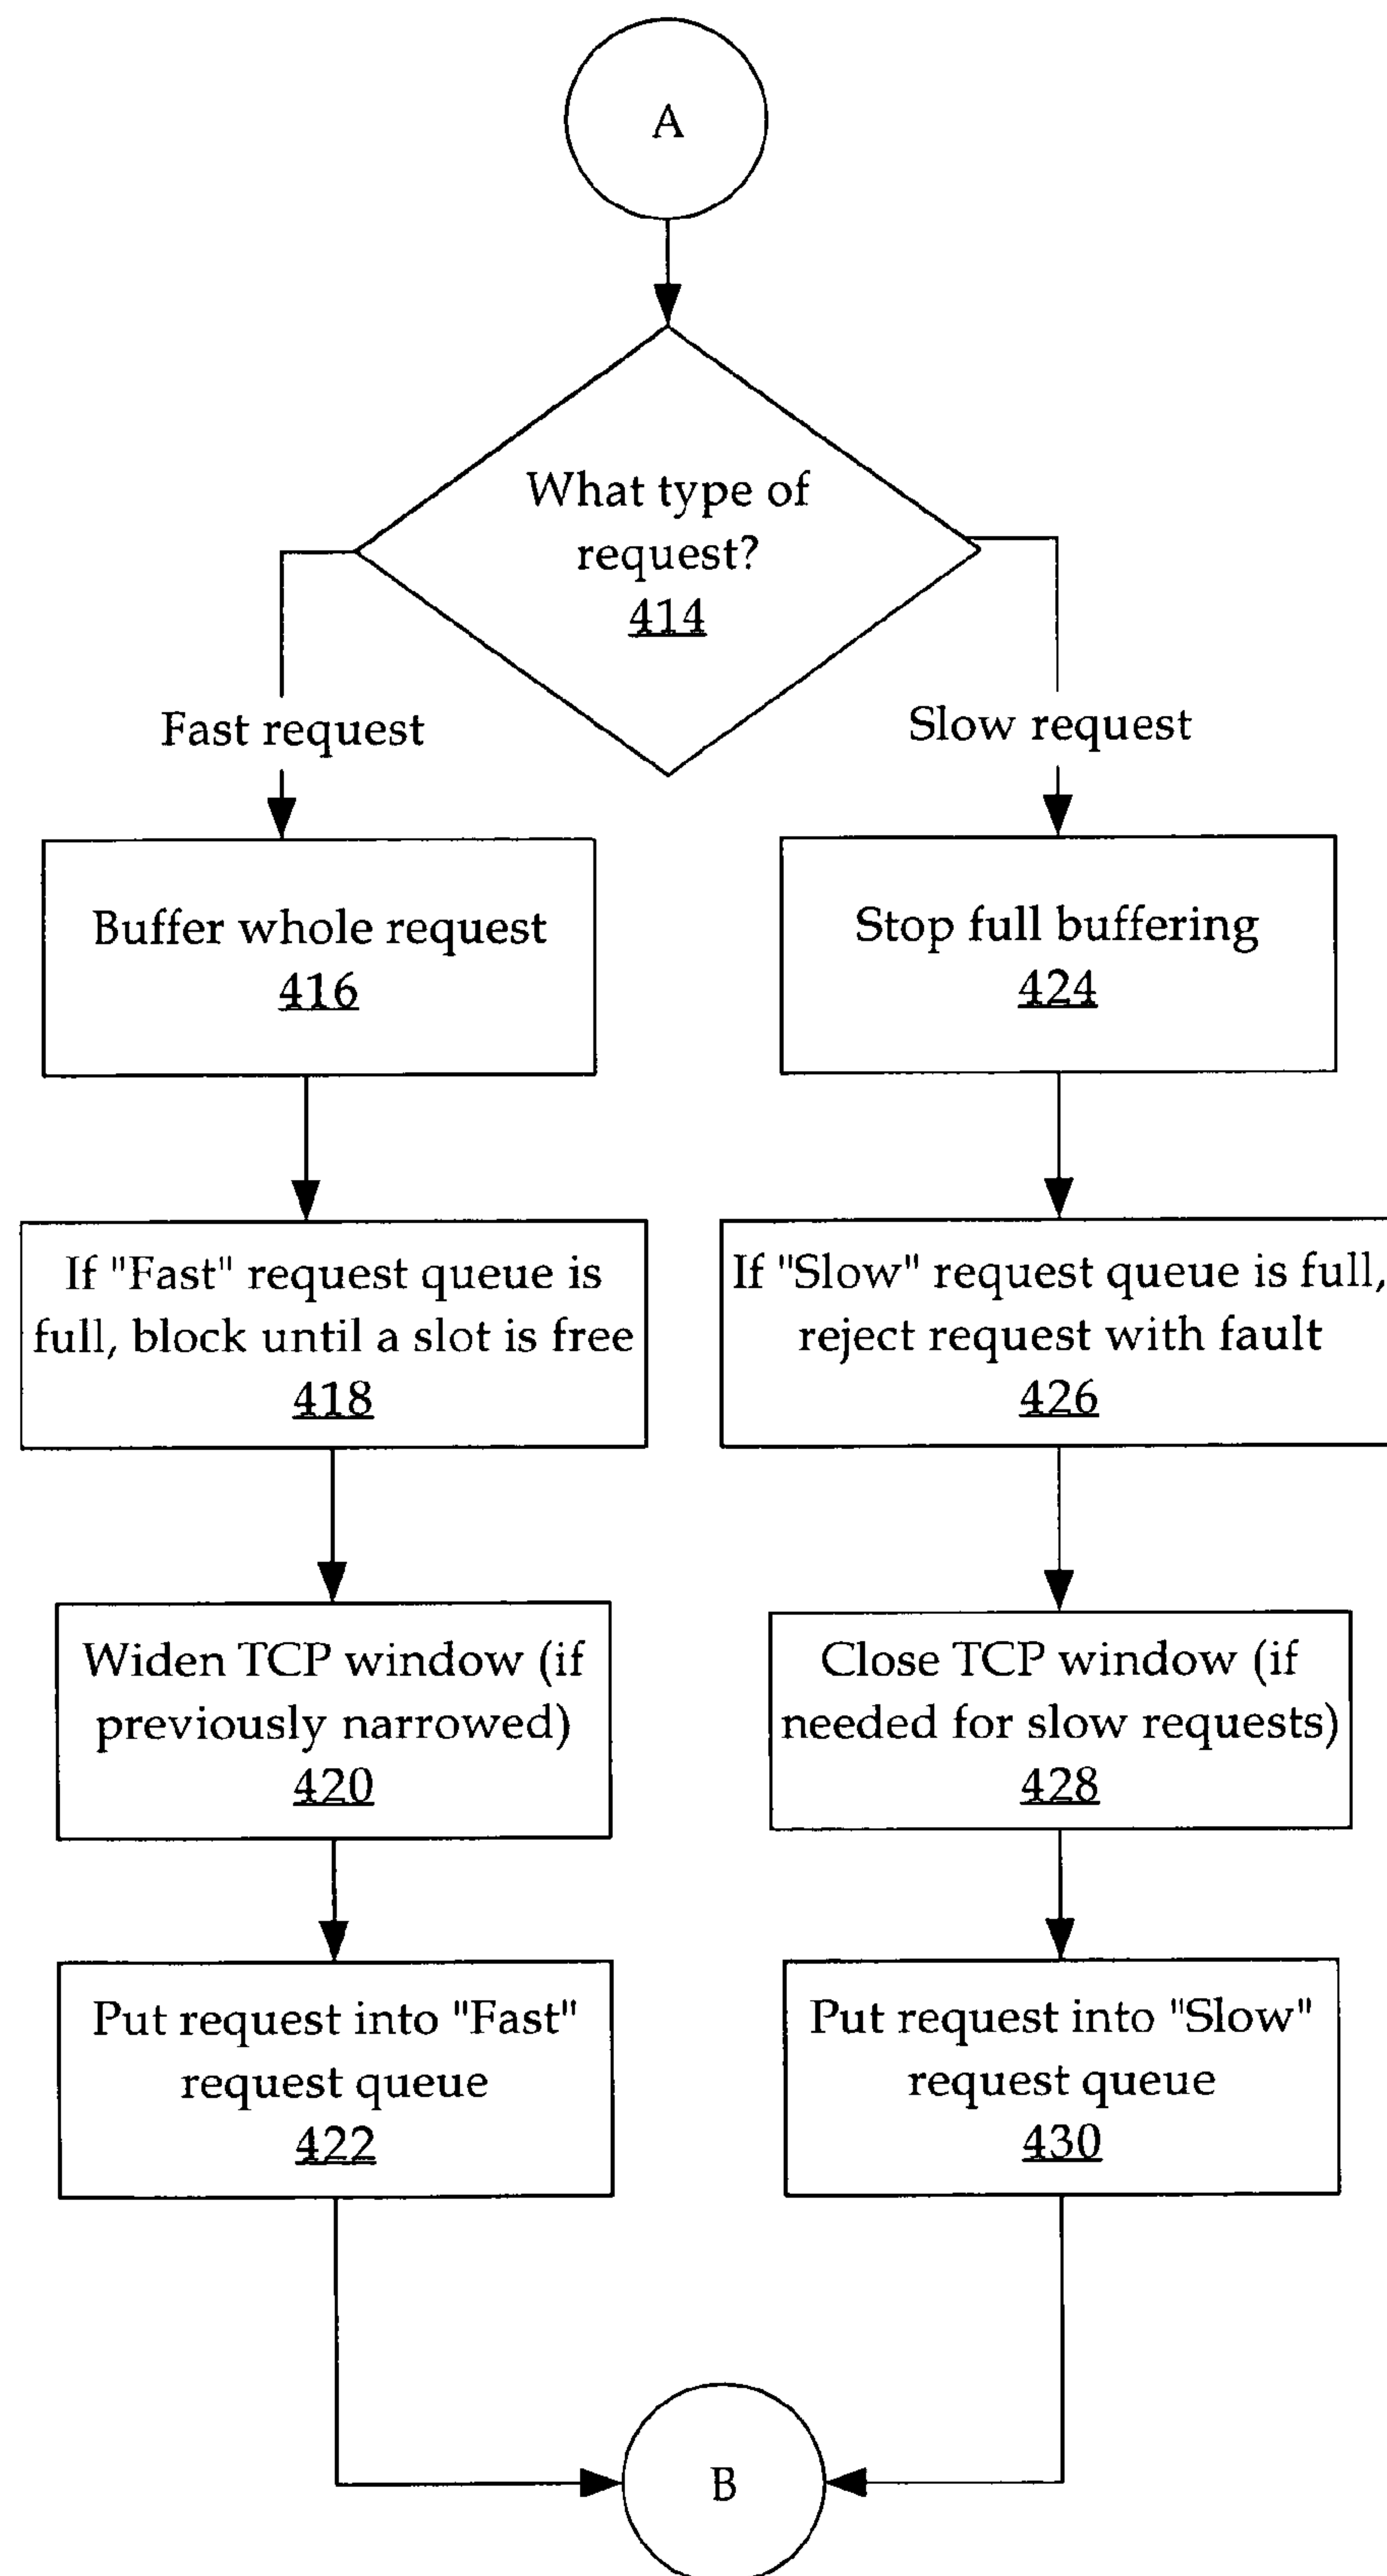 A
What type of
request?
414
Fast request
Slow request
Buffer whole request
416
Stop full buffering
424
If "Fast" request queue is
full, block until a slot is free
418
If "Slow" request queue is full,
reject request with fault
426
Widen TCP window (if
previously narrowed)
420
Close TCP window (if
needed for slow requests)
428
Put request into "Fast"
request queue
422
Put request into "Slow"
request queue
430
B